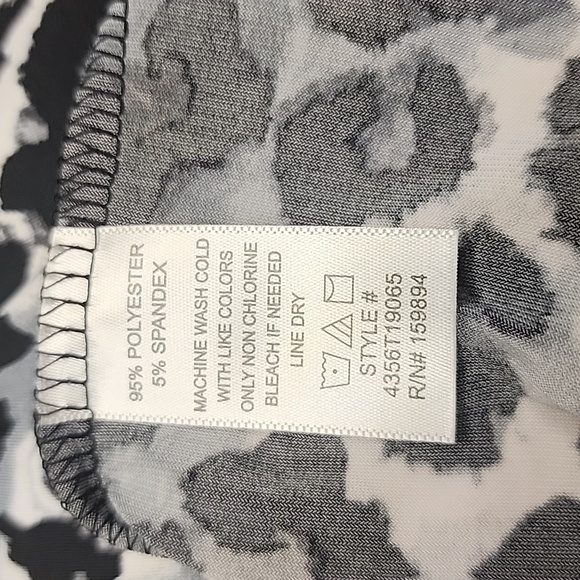 95% POLYESTER
5% SPANDEX
MACHINE WASH COLD
WITH LIKE COLORS
ONLY NON CHLORINE
BLEACH IF NEEDED
LINE DRY
STYLE#
4356T19065
R/N# 159894